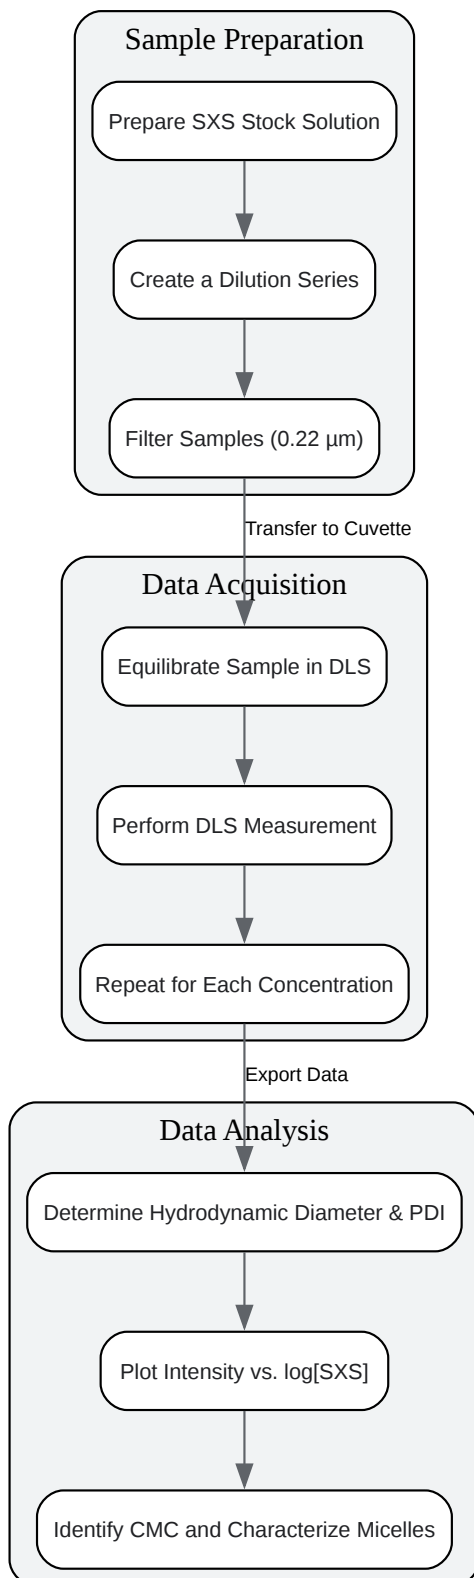 Sample Preparation
Prepare SXS Stock Solution
Create a Dilution Series
Filter Samples (0.22 µm)
Transfer to Cuvette
Data Acquisition
Equilibrate Sample in DLS
Perform DLS Measurement
Repeat for Each Concentration
Export Data
Data Analysis
Determine Hydrodynamic Diameter & PDI
Plot Intensity vs. log[SXS]
Identify CMC and Characterize Micelles